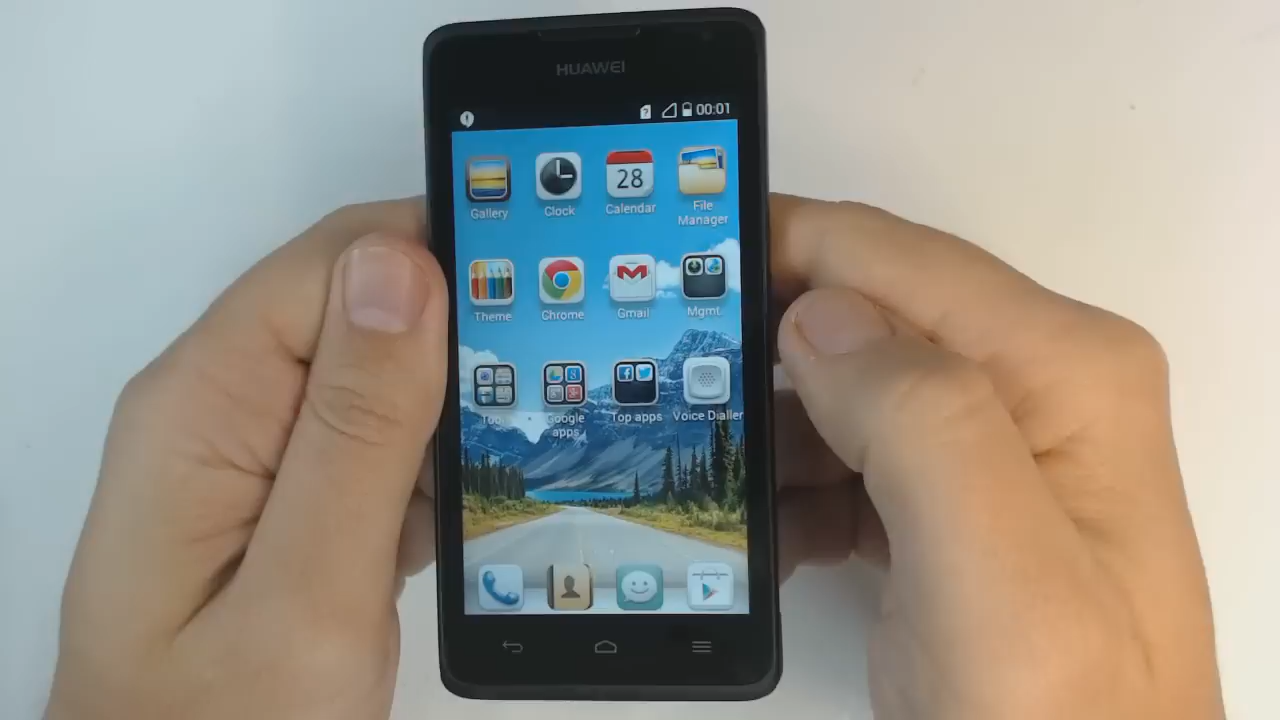 HUAWEI
00:01
Gallery
Clock
28
Calendar
File
Manager
Theme
Chrome
Gmail
Mgmt.
Google
apps
Top apps
Voice Dialler